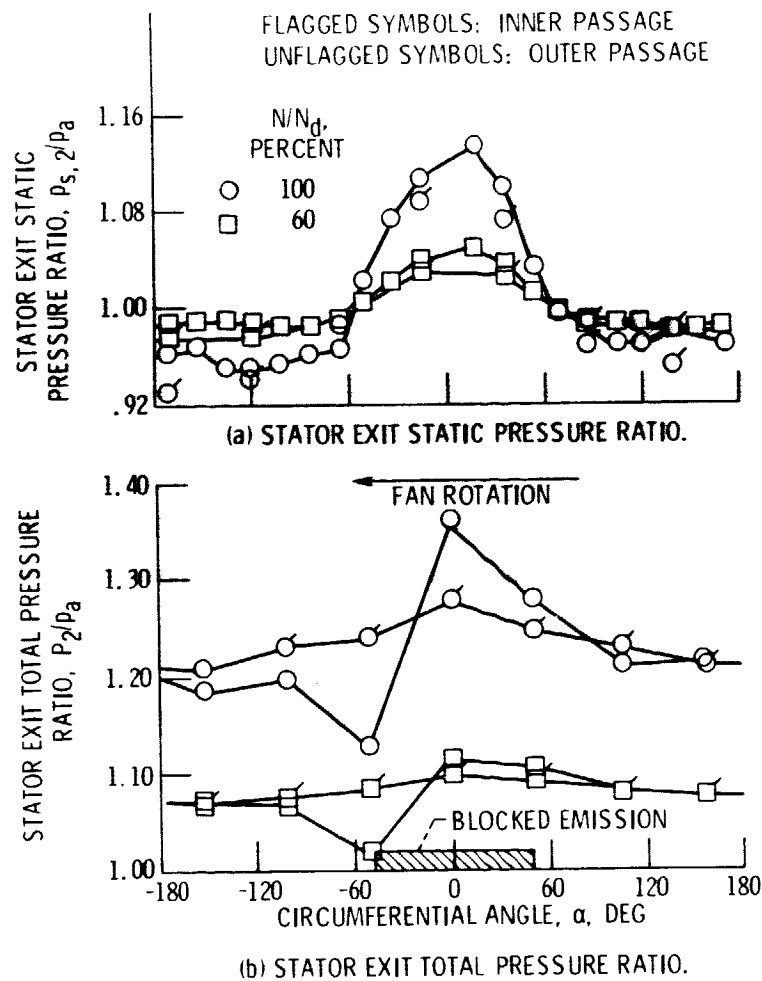 FLAGGED SYMBOLS: INNER PASSAGE
UNFLAGGED SYMBOLS: OUTER PASSAGE
N/Nd,
PERCENT
100
60
STATOR EXIT STATIC
PRESSURE RATIO, ps,2/pa
1.16
1.08
1.00
.92
(a) STATOR EXIT STATIC PRESSURE RATIO.
FAN ROTATION
STATOR EXIT TOTAL PRESSURE
RATIO, P2/pa
1.40
1.30
1.20
1.10
1.00
BLOCKED EMISSION
-180 -120 -60 0 60 120 180
CIRCUMFERENTIAL ANGLE, α, DEG
(b) STATOR EXIT TOTAL PRESSURE RATIO.